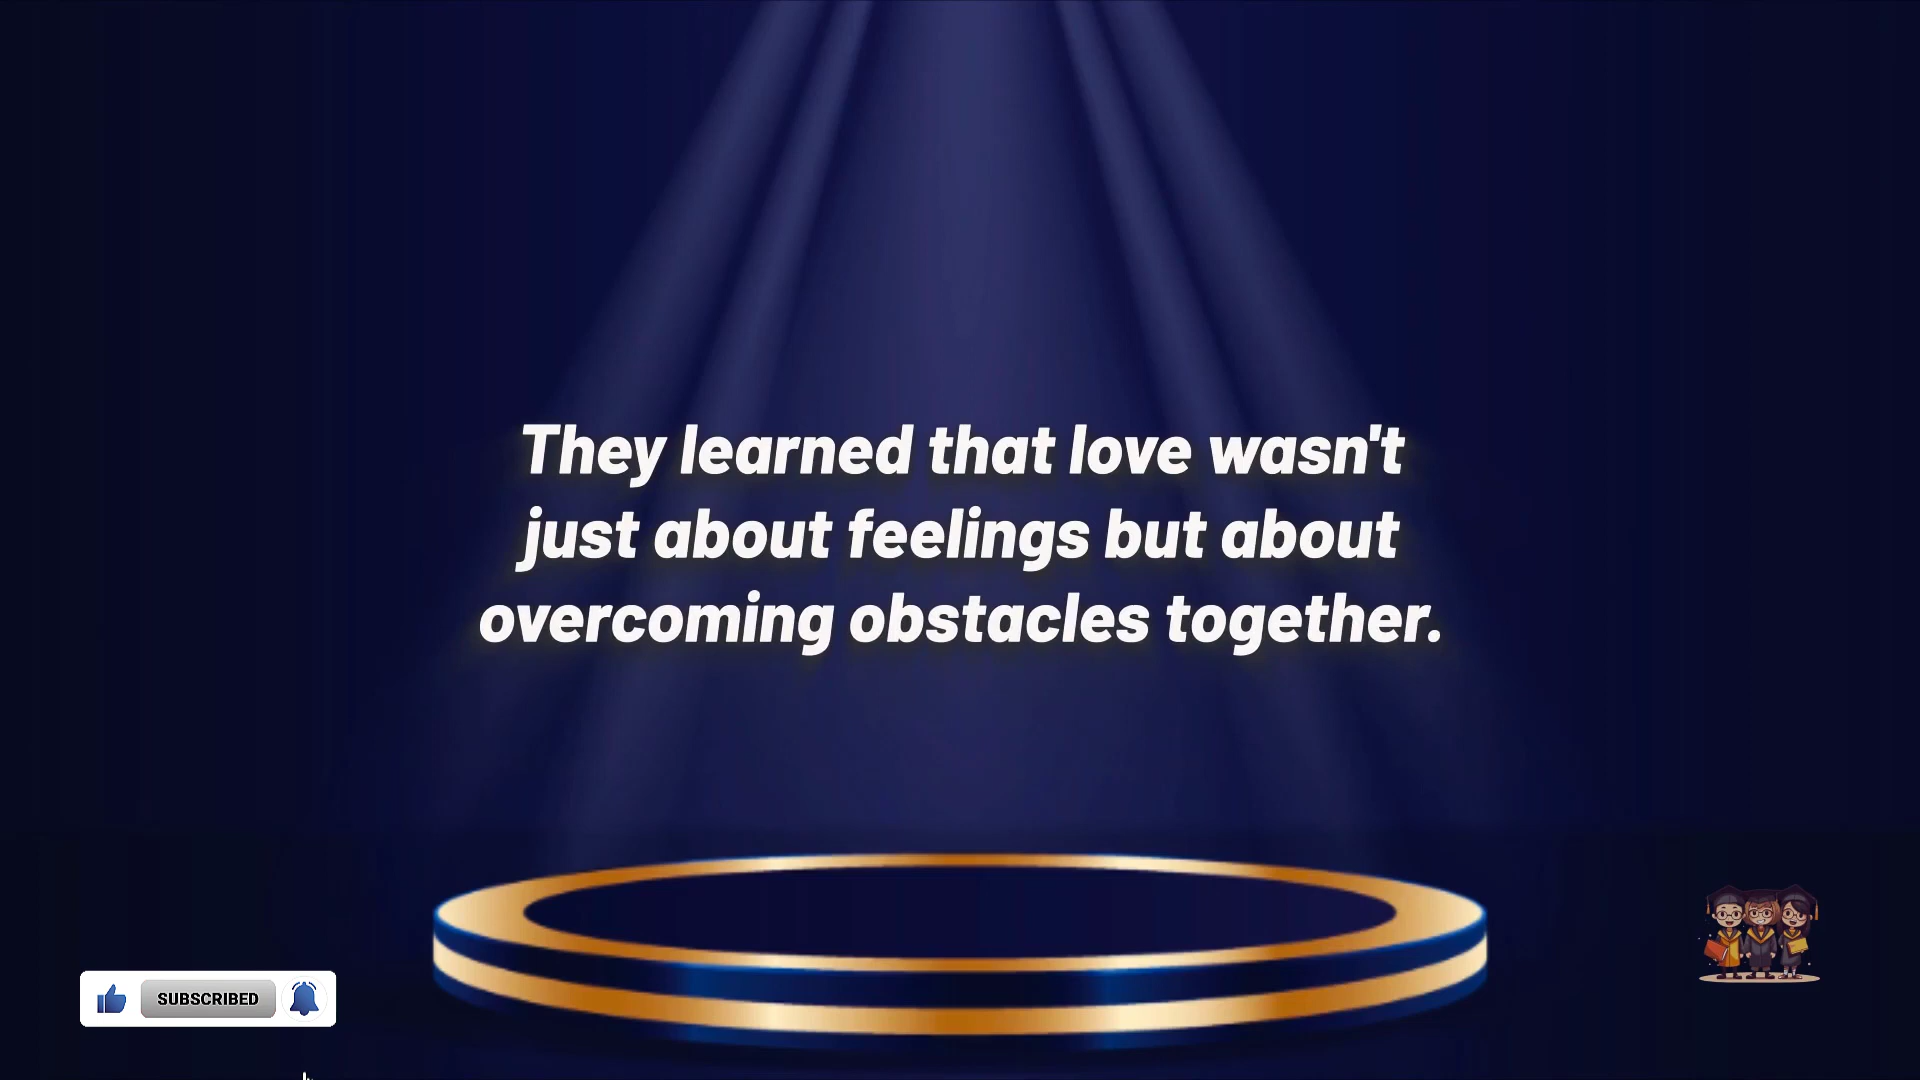 They learned that love wasn't
just about feelings but about
overcoming obstacles together.
SUBSCRIBED